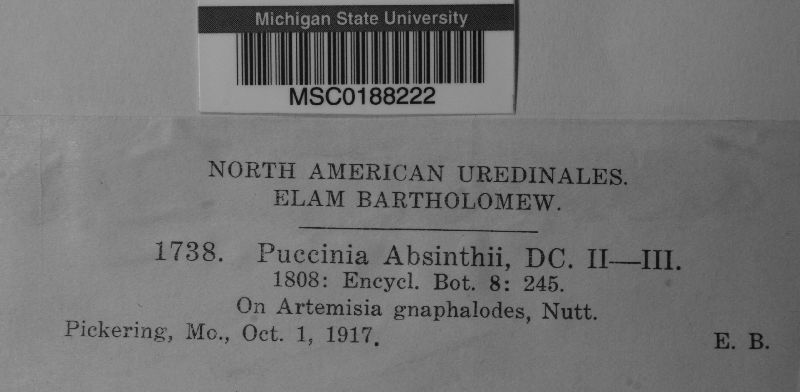 Michigan State University
MSC0188222
NORTH AMERICAN UREDINALES.
ELAM BARTHOLOMEW.
1738. Puccinia Absinthii, DC. II—III.
1808: Encycl. Bot. 8: 245.
On Artemisia gnaphalodes, Nutt.
Pickering, Mo., Oct. 1, 1917.
E. B.